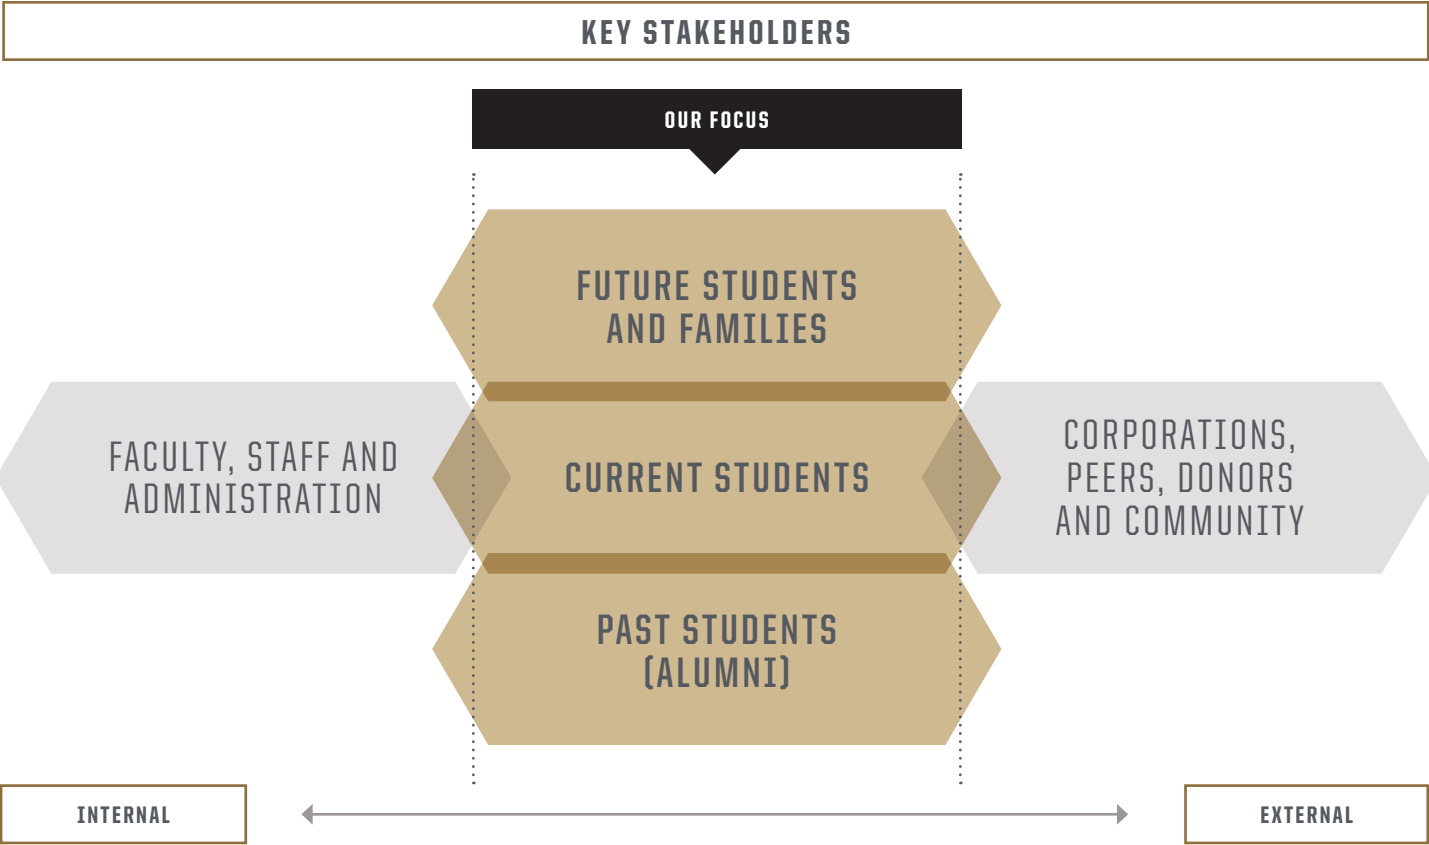 KEY STAKEHOLDERS
OUR FOCUS
FUTURE STUDENTS
AND FAMILIES
FACULTY, STAFF AND
ADMINISTRATION
CURRENT STUDENTS
CORPORATIONS,
PEERS, DONORS
AND COMMUNITY
PAST STUDENTS
(ALUMNI)
INTERNAL
EXTERNAL